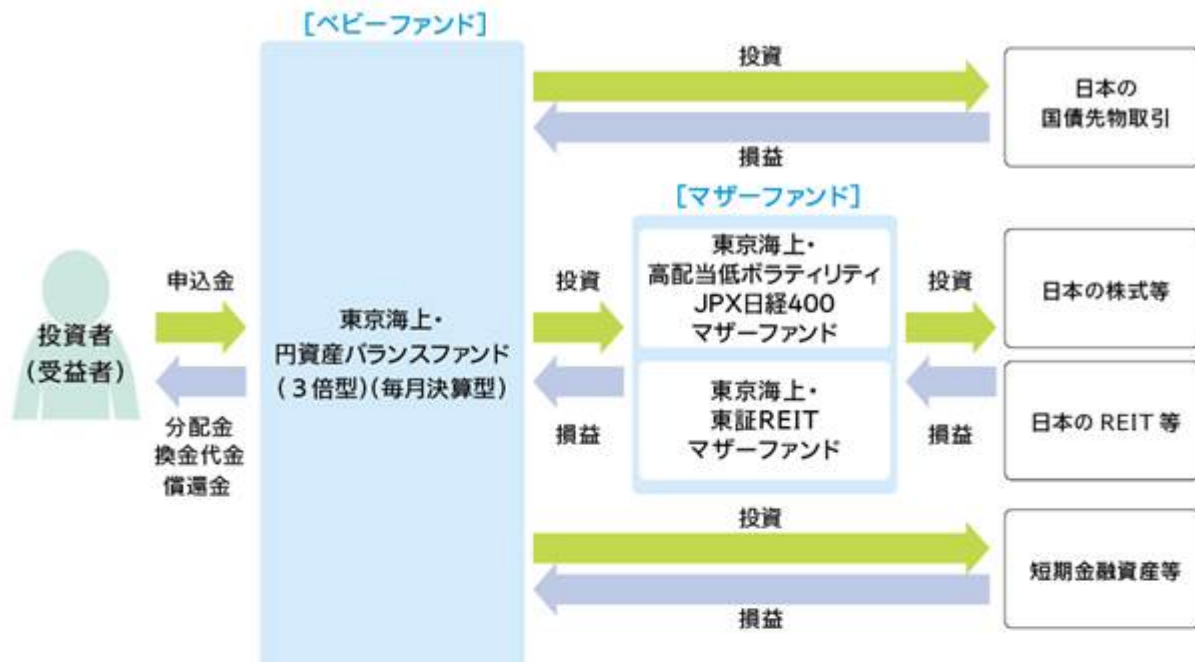 [ベビーファンド]
投資
日本の
国債先物取引
損益
[マザーファンド]
申込金
投資者
(受益者)
分配金
換金代金
償還金
東京海上・
円資産バランスファンド
(3倍型)(毎月決算型)
投資
損益
東京海上・
高配当低ボラティリティ
JPX日経400
マザーファンド
東京海上・
東証REIT
マザーファンド
投資
損益
日本の株式等
日本のREIT等
投資
損益
短期金融資産等